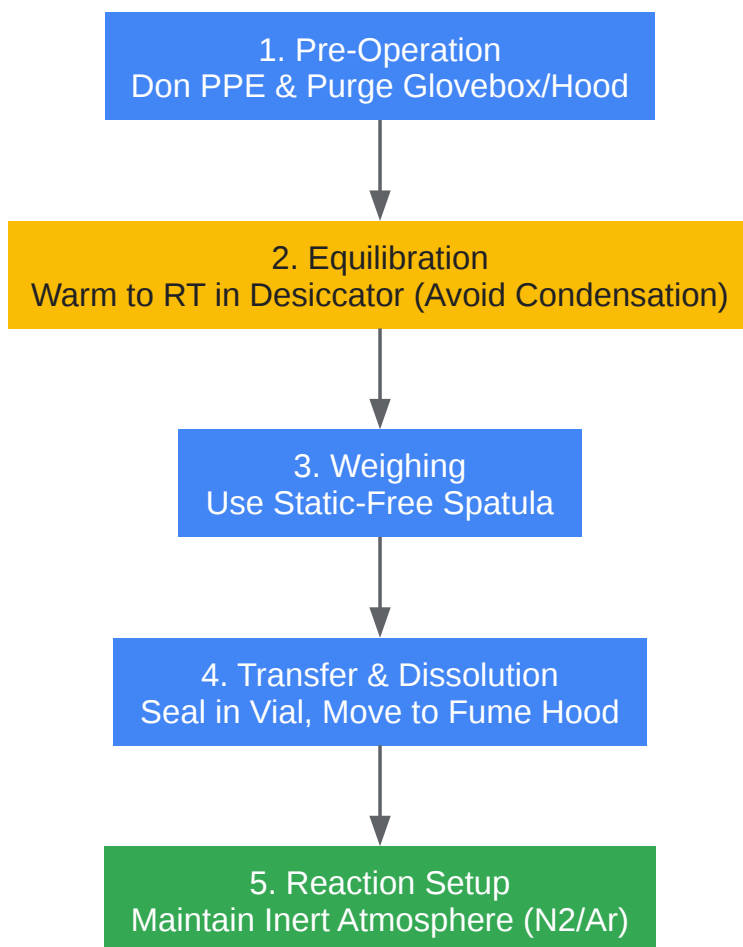 1. Pre-Operation
Don PPE & Purge Glovebox/Hood
2. Equilibration
Warm to RT in Desiccator (Avoid Condensation)
3. Weighing
Use Static-Free Spatula
4. Transfer & Dissolution
Seal in Vial, Move to Fume Hood
5. Reaction Setup
Maintain Inert Atmosphere (N2/Ar)